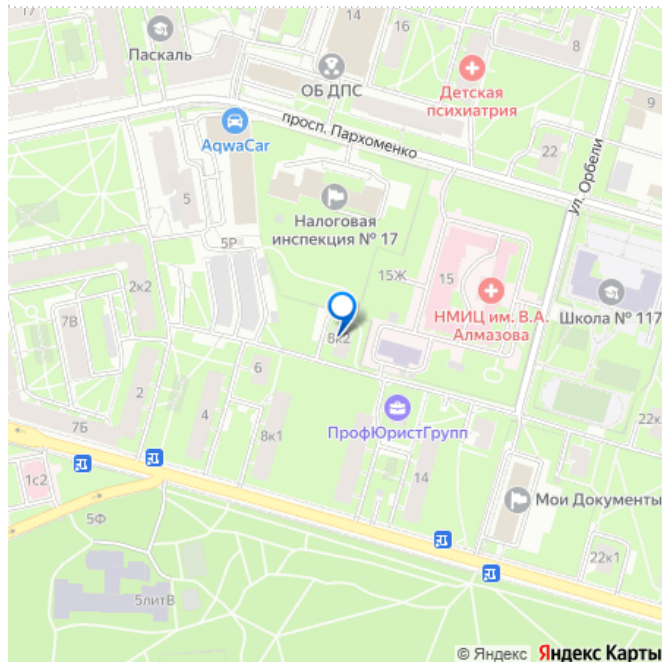 14
16
1с2
Паскаль
8
ОБ ДПС
Детская
психиатрия
9
просп. Пархоменко
AqwaCar
22
ул. Орбели
5
Налоговая
инспекция № 17
5Р
15Ж
15
2к2
НМИЦ им. В.А.
Алмазова
Школа № 117
7В
8к2
6
2
4
ПрофЮристГрупп
22к
7Б
8к1
1с2
14
Мои Документы
5Ф
22к1
5литВ
© Яндекс Яндекс Карты